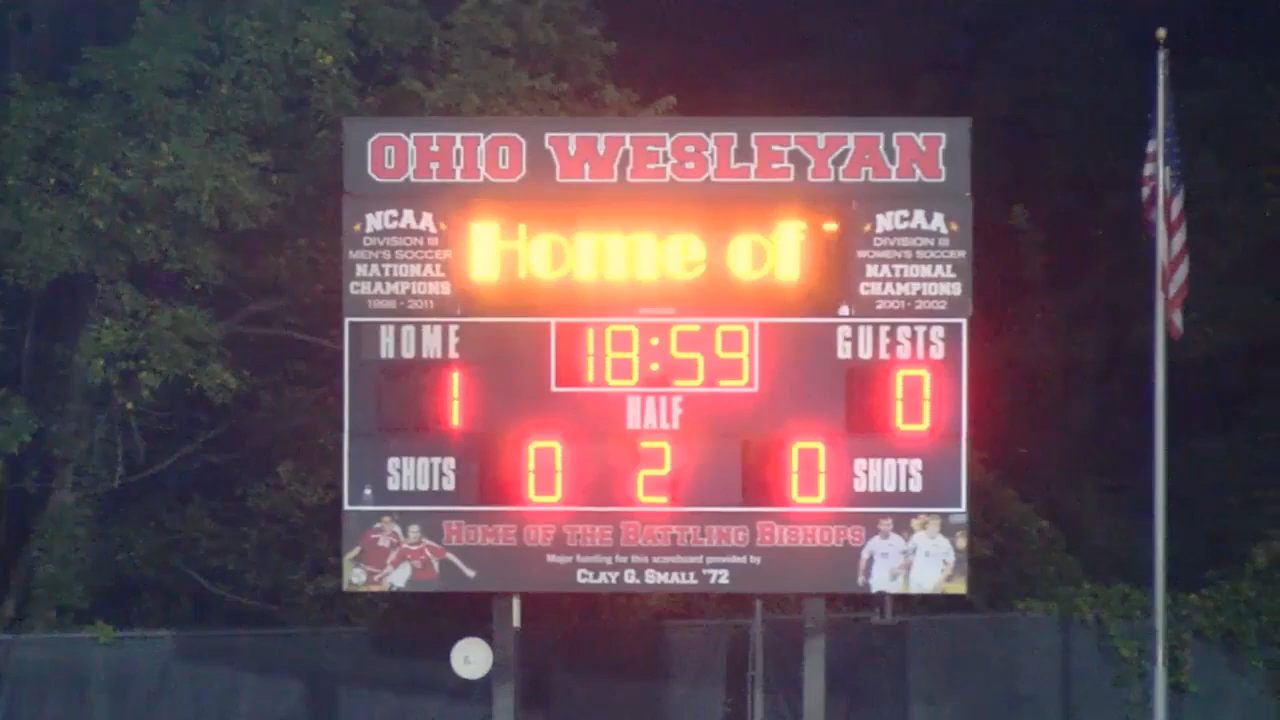 OHIO WESLEYAN
NCAA
DIVISION III
MEN'S SOCCER
NATIONAL
CHAMPIONS
1998 - 2011
Home of
NCAA
DIVISION III
WOMEN'S SOCCER
NATIONAL
CHAMPIONS
2001 - 2002
HOME
18:59
GUESTS
1
HALF
0
SHOTS
0
2
0
SHOTS
HOME OF THE BATTLING BISHOPS
Major funding for this scoreboard provided by
CLAY G. SMALL '72